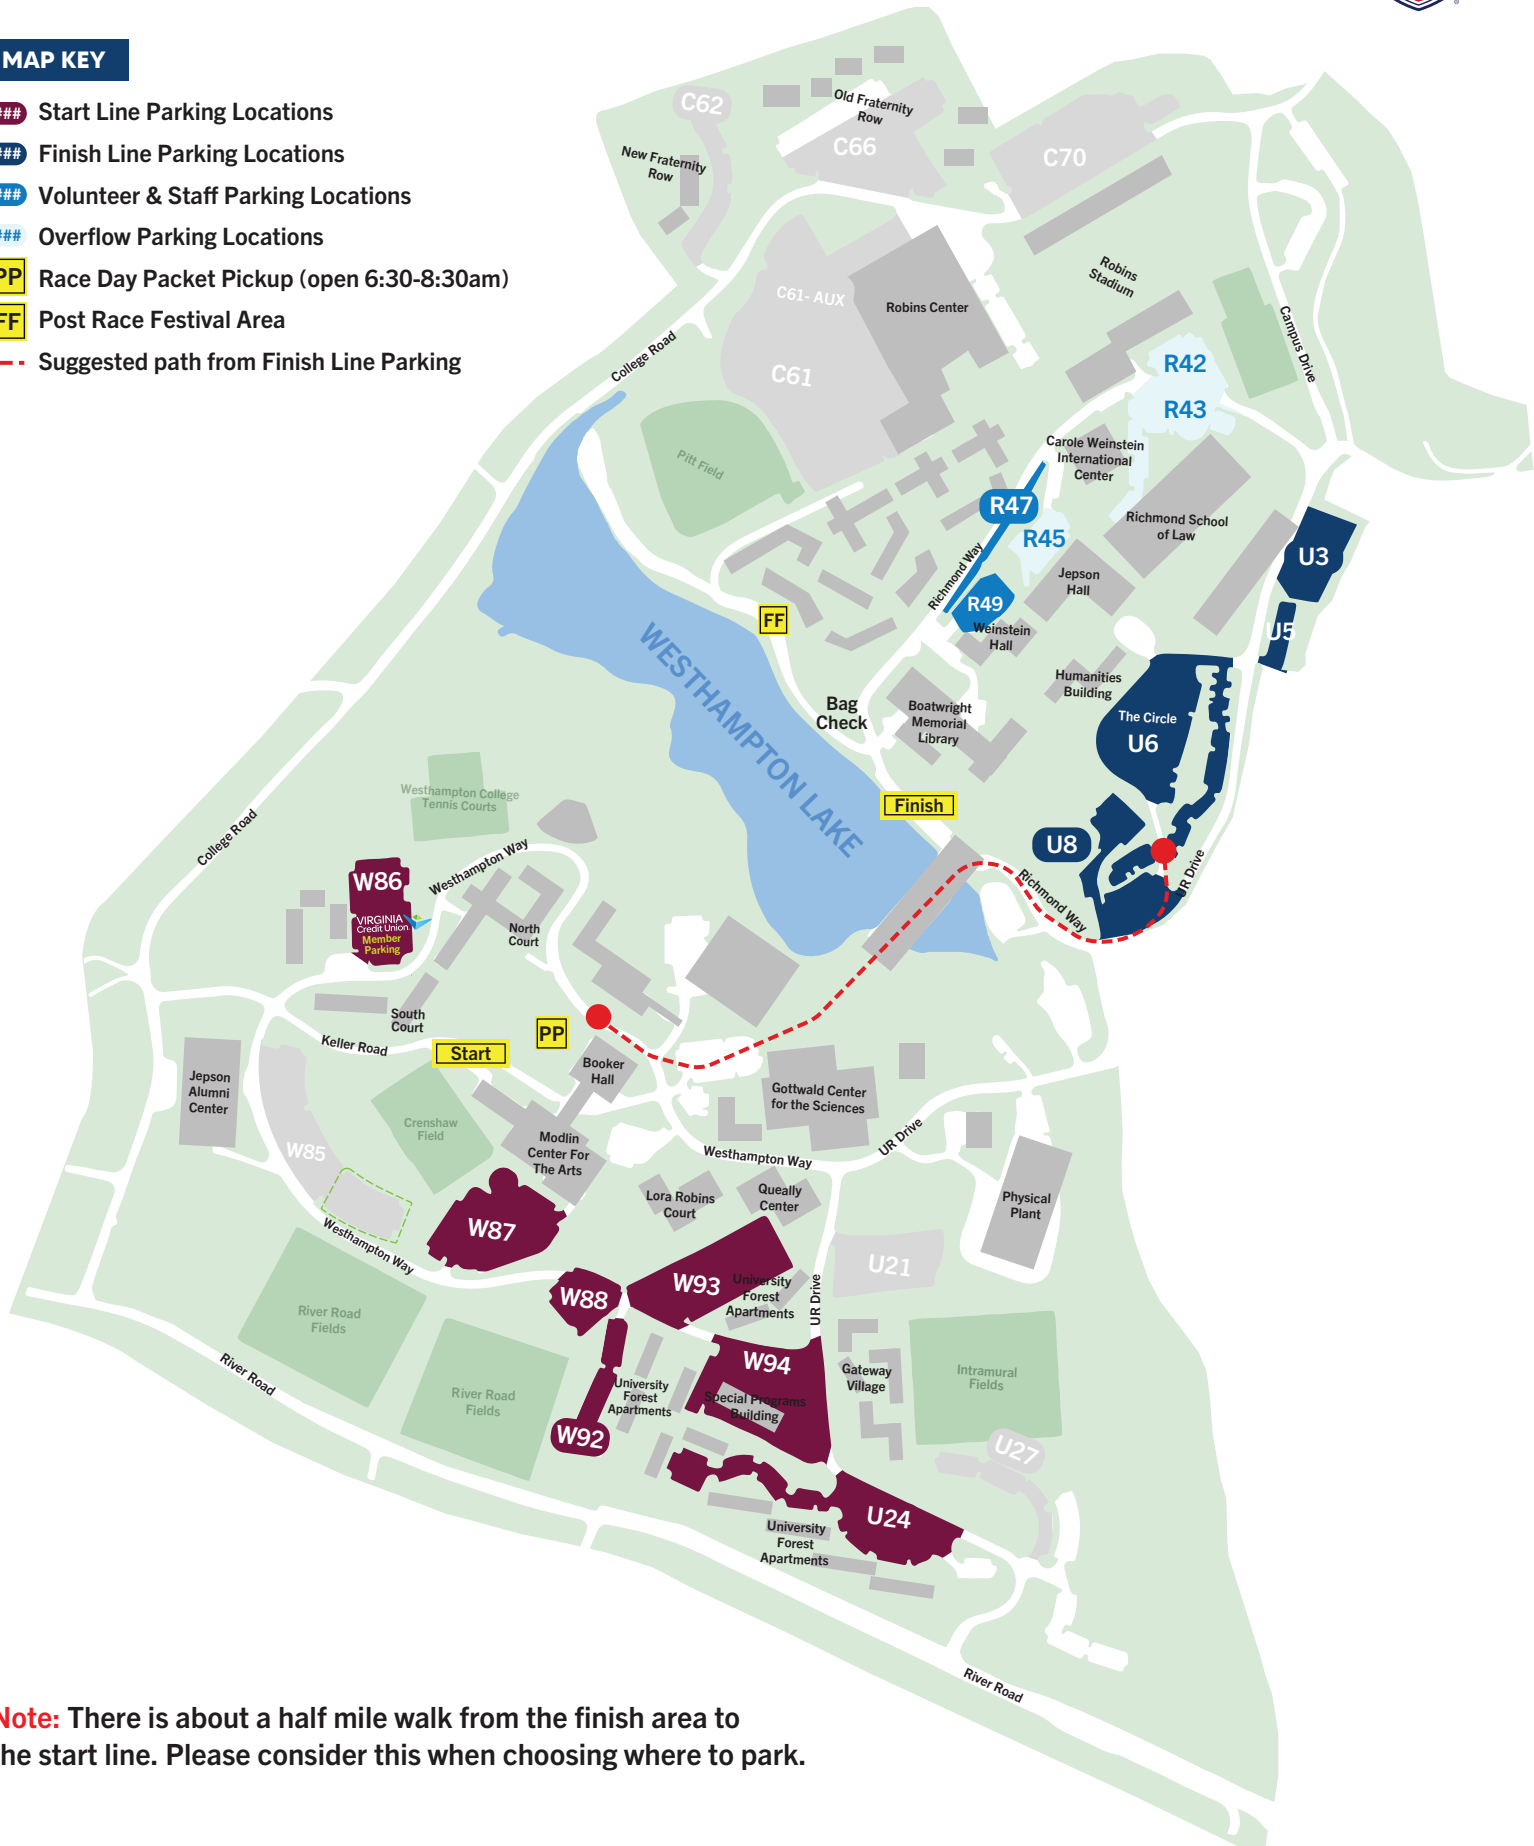 MAP KEY
###
Start Line Parking Locations
###
Finish Line Parking Locations
###
Volunteer & Staff Parking Locations
###
Overflow Parking Locations
PP
Race Day Packet Pickup (open 6:30-8:30am)
FF
Post Race Festival Area
Suggested path from Finish Line Parking
C62
Old Fraternity
Row
C66
New Fraternity
Row
C70
Robins
Stadium
C61- AUX
Robins Center
C61
College Road
Campus Drive
R42
R43
Pitt Field
Carole Weinstein
International
Center
R47
R45
Richmond School
of Law
Richmond Way
Jepson
Hall
R49
Weinstein
Hall
U3
U5
FF
WESTHAMPTON LAKE
Bag
Check
Boatwright
Memorial
Library
Humanities
Building
The Circle
U6
Finish
U8
UR Drive
Richmond Way
Westhampton College
Tennis Courts
College Road
Westhampton Way
W86
VIRGINIA
Credit Union
Member
Parking
North
Court
South
Court
Keller Road
Start
PP
Booker
Hall
Jepson
Alumni
Center
Crenshaw
Field
Modlin
Center For
The Arts
Gottwald Center
for the Sciences
UR Drive
Westhampton Way
W85
Lora Robins
Court
Queally
Center
Physical
Plant
W87
Westhampton Way
W88
W93
University
Forest
Apartments
UR Drive
U21
River Road
Fields
River Road
River Road
Fields
W94
Special Programs
Building
University
Forest
Apartments
W92
Gateway
Village
Intramural
Fields
U27
U24
University
Forest
Apartments
River Road
Note: There is about a half mile walk from the finish area to
he start line. Please consider this when choosing where to park.